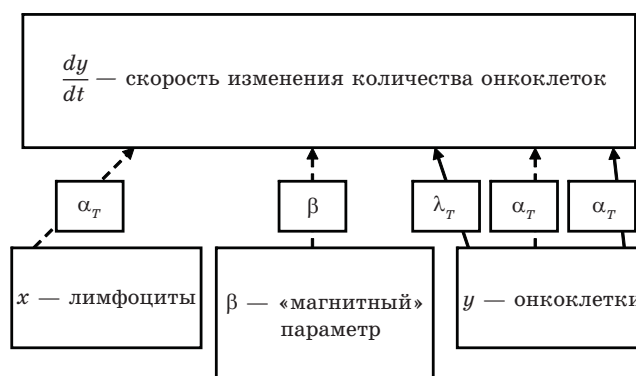 dy
dt
— скорость изменения количества онкоклеток
α_T
β
λ_T
α_T
α_T
x — лимфоциты
β — «магнитный»
параметр
y — онкоклетки